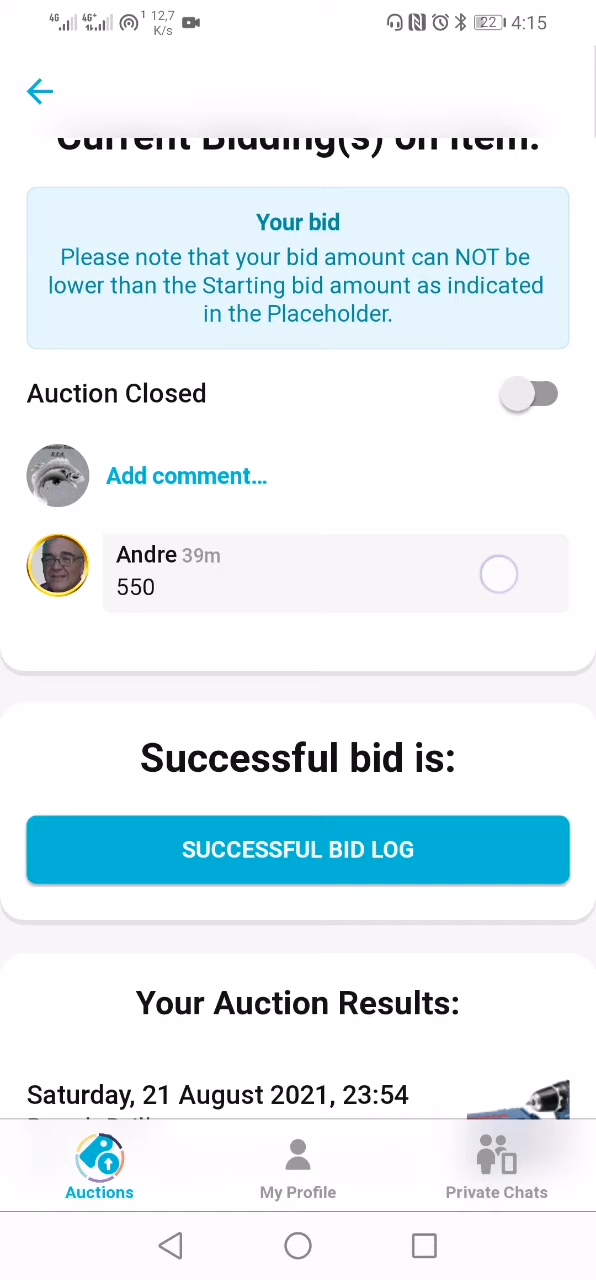 4G 4G+ 1 12,7 K/s 22 4:15
Current Bidding(s) on Item:
Your bid
Please note that your bid amount can NOT be
lower than the Starting bid amount as indicated
in the Placeholder.
Auction Closed
Add comment...
Andre 39m
550
Successful bid is:
SUCCESSFUL BID LOG
Your Auction Results:
Saturday, 21 August 2021, 23:54
Auctions
My Profile
Private Chats